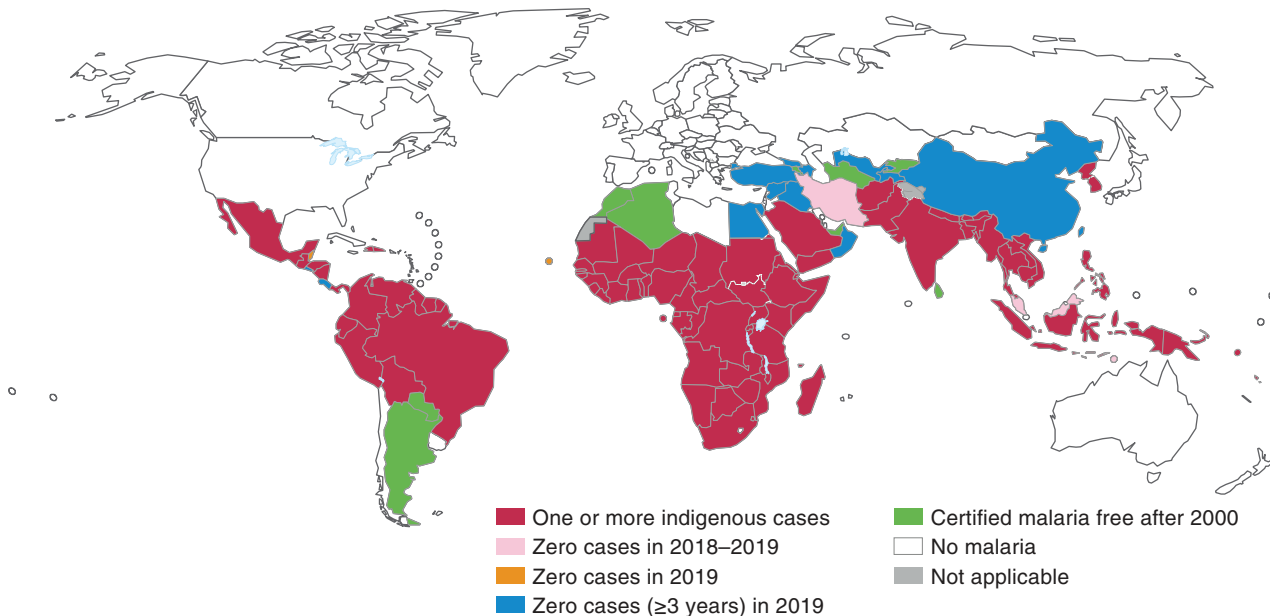 One or more indigenous cases
Zero cases in 2018–2019
Zero cases in 2019
Zero cases (≥3 years) in 2019
Certified malaria free after 2000
No malaria
Not applicable